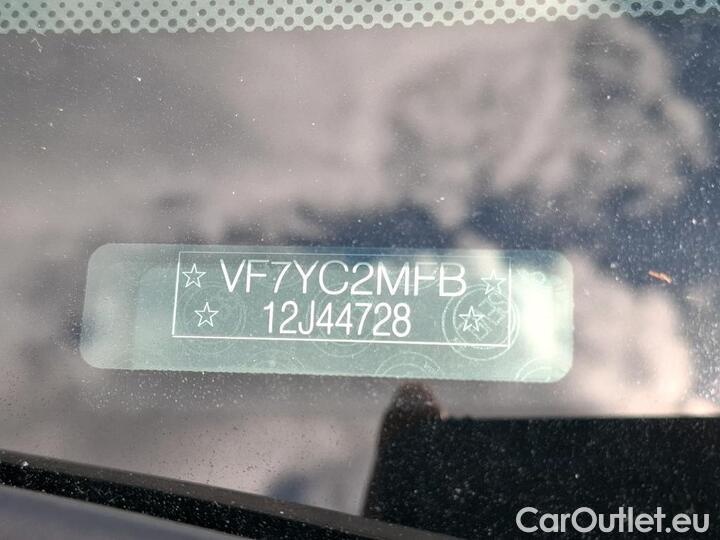 ☆ VF7YC2MFB ☆
☆ 12J44728 ☆
CarOutlet.eu